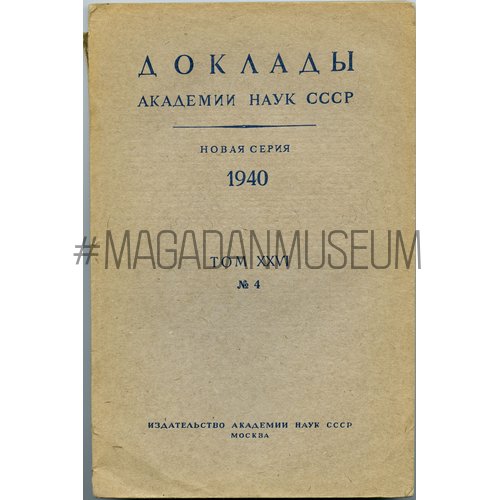 ДОКЛАДЫ
АКАДЕМИИ НАУК СССР
НОВАЯ СЕРИЯ
1940
#MAGADANMUSEUM
ТОМ XXVI
№ 4
ИЗДАТЕЛЬСТВО АКАДЕМИИ НАУК СССР
МОСКВА